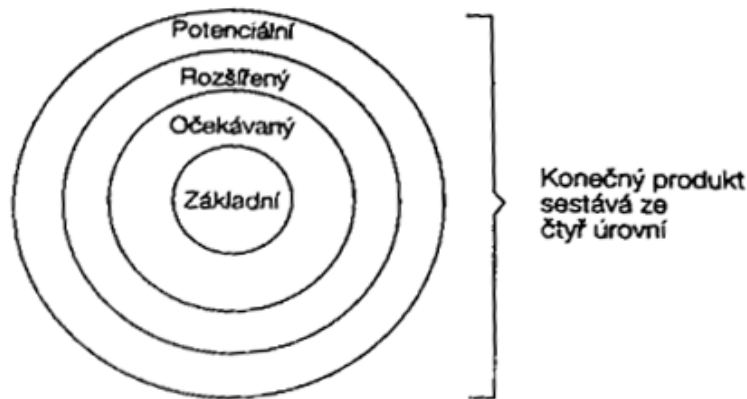 Potenciální
Rozšířený
Očekávaný
Základní
Konečný produkt
sestává ze
čtyř úrovní